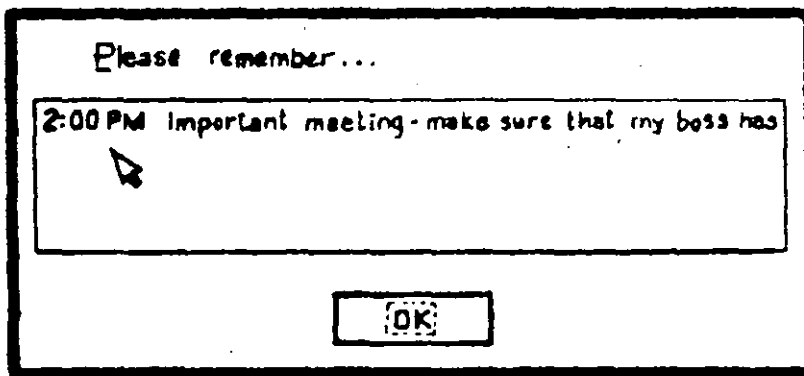 Please remember...
2:00 PM Important meeting - make sure that my boss has
OK